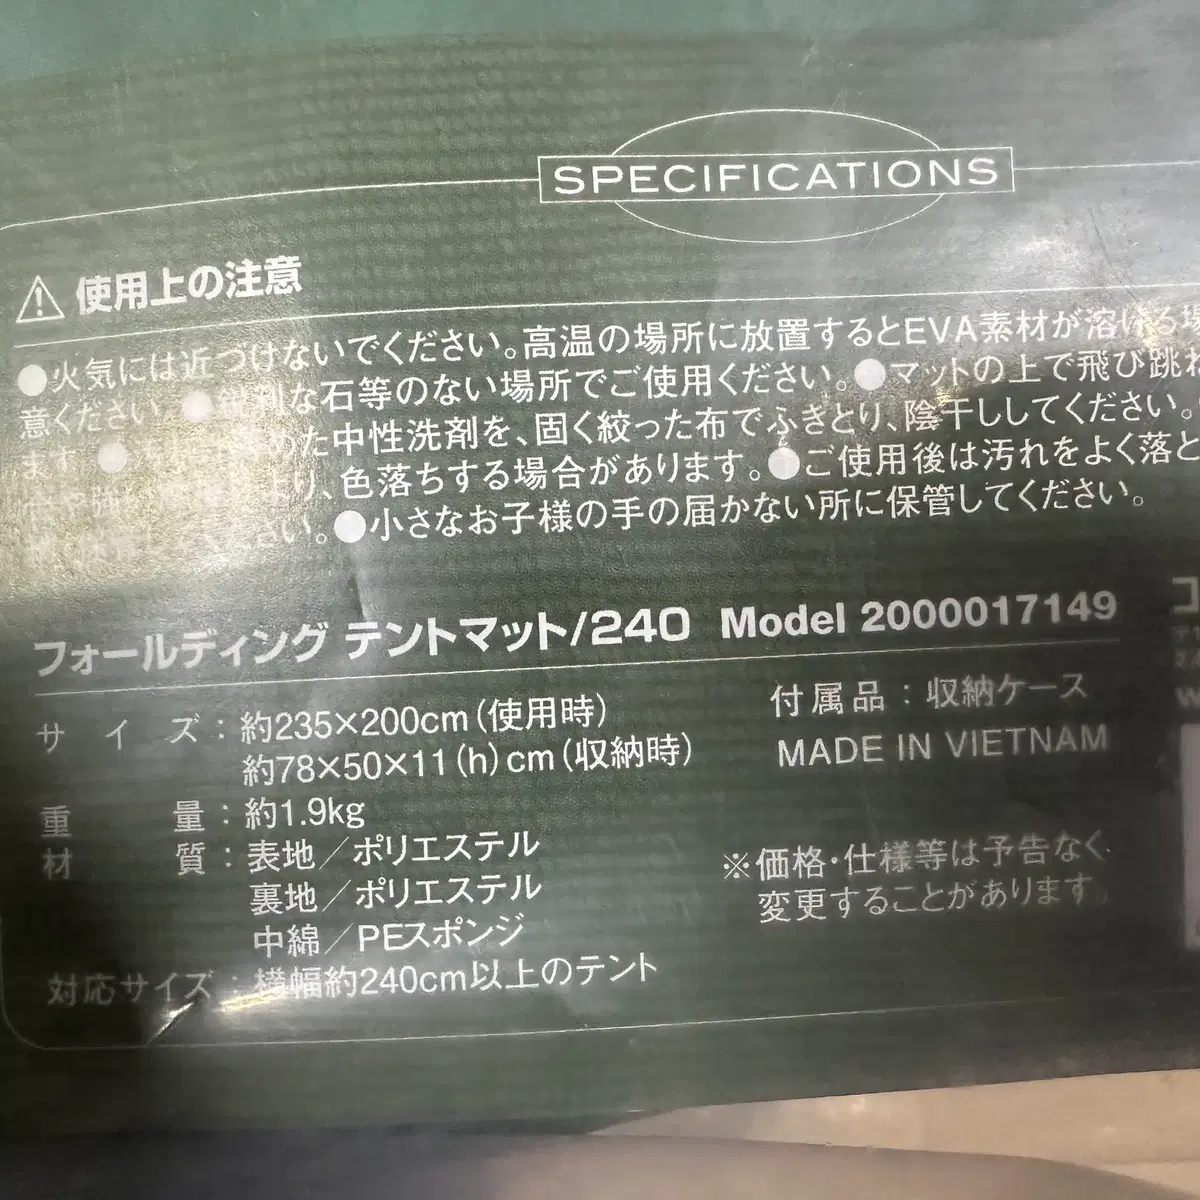 SPECIFICATIONS
使用上の注意
●火気には近づけないでください。高温の場所に放置するとEVA素材が溶ける場
意ください ● な石等のない場所でご使用ください。●マットの上で飛び跳ね
ます ● た中性洗剤を、固く絞った布でふきとり、陰干ししてください。
より、色落ちする場合があります。●ご使用後は汚れをよく落と
さい。●小さなお子様の手の届かない所に保管してください。
フォールディング テントマット/240 Model 2000017149
サイズ：約235×200cm（使用時） 付属品：収納ケース
約78×50×11（h）cm（収納時） MADE IN VIETNAM
重量：約1.9kg
材質：表地／ポリエステル ※価格・仕様等は予告なく
裏地／ポリエステル 変更することがあります。
中綿／PEスポンジ
対応サイズ：横幅約240cm以上のテント